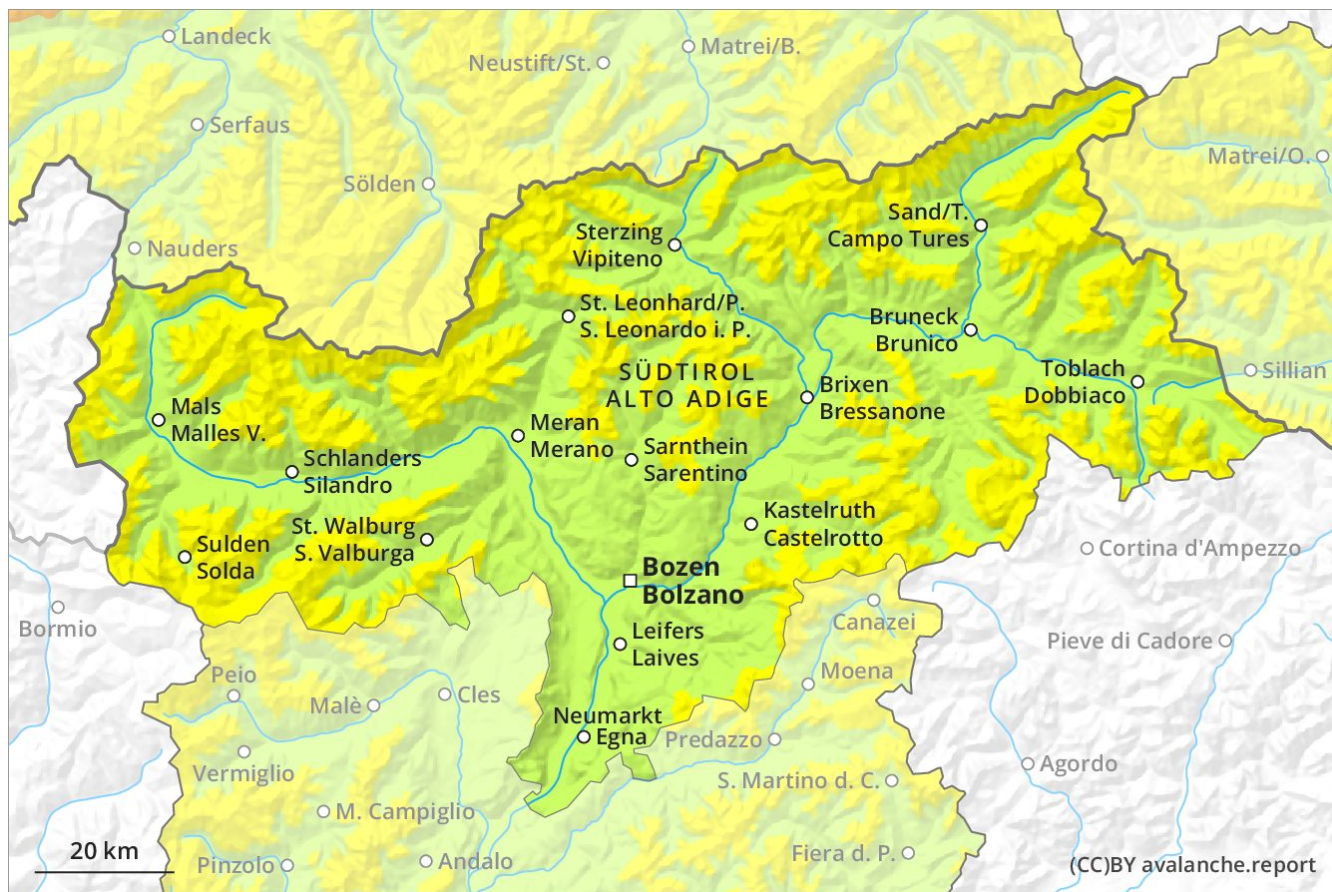 Landeck
Matrei/B.
Neustift/St.
Serfaus
Matrei/O.
Sölden
Sand/T.
Campo Tures
Sterzing
Vipiteno
Nauders
St. Leonhard/P.
S. Leonardo i. P.
Bruneck
Brunico
SÜDTIROL
ALTO ADIGE
Toblach
Dobbiaco
Sillian
Brixen
Bressanone
Mals
Malles V.
Meran
Merano
Sarnthein
Sarentino
Schlanders
Silandro
Kastelruth
Castelrotto
St. Walburg
S. Valburga
Sulden
Solda
Cortina d'Ampezzo
Bozen
Bolzano
Bormio
Canazei
Leifers
Laives
Pieve di Cadore
Peio
Moena
Malè
Cles
Neumarkt
Egna
Predazzo
Vermiglio
Agordo
S. Martino d. C.
M. Campiglio
20 km
Pinzolo
Andalo
Fiera d. P.
(CC)BY avalanche.report